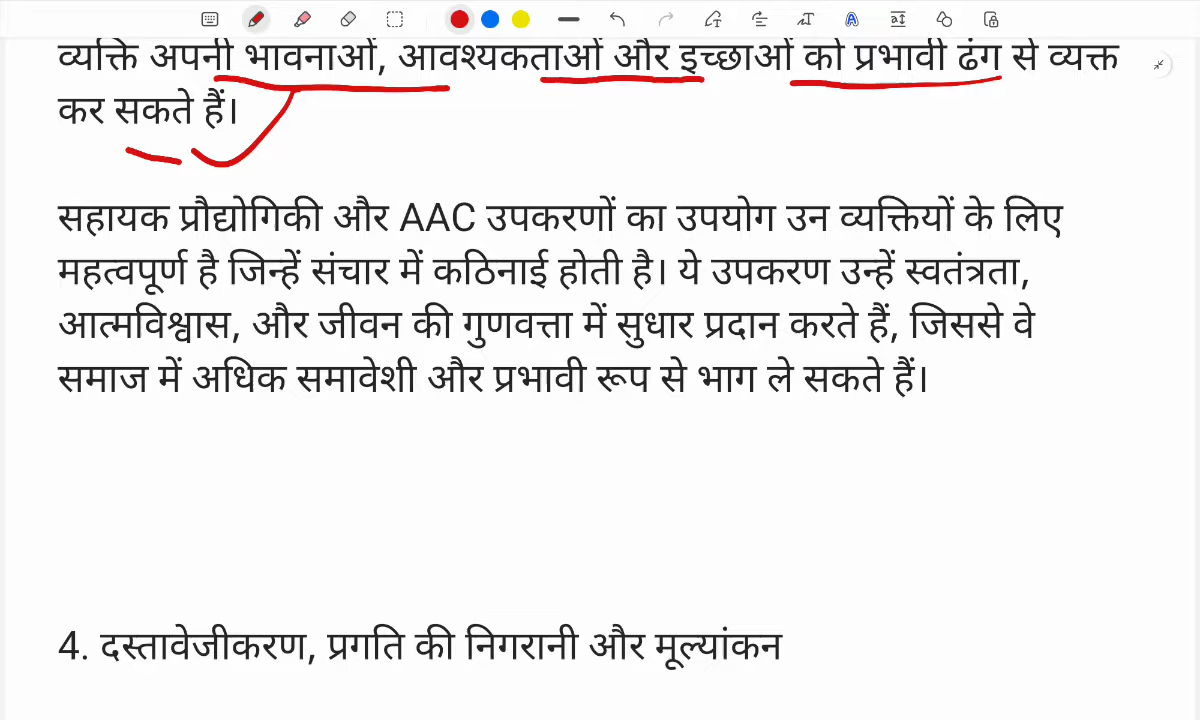 व्यक्ति अपनी भावनाओं, आवश्यकताओं और इच्छाओं को प्रभावी ढंग से व्यक्त
कर सकते हैं।
सहायक प्रौद्योगिकी और AAC उपकरणों का उपयोग उन व्यक्तियों के लिए
महत्वपूर्ण है जिन्हें संचार में कठिनाई होती है। ये उपकरण उन्हें स्वतंत्रता,
आत्मविश्वास, और जीवन की गुणवत्ता में सुधार प्रदान करते हैं, जिससे वे
समाज में अधिक समावेशी और प्रभावी रूप से भाग ले सकते हैं।
4. दस्तावेजीकरण, प्रगति की निगरानी और मूल्यांकन